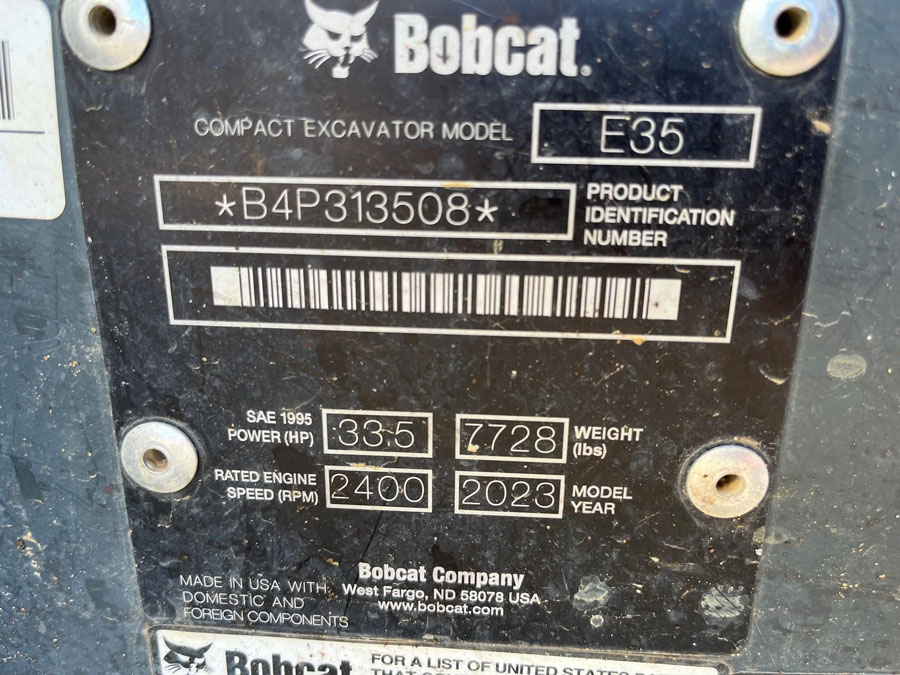 Bobcat.
COMPACT EXCAVATOR MODEL E35
*B4P313508* PRODUCT
IDENTIFICATION
NUMBER
SAE 1995
POWER (HP) 33.5 7728 WEIGHT
(lbs)
RATED ENGINE
SPEED (RPM) 2400 2023 MODEL
YEAR
Bobcat Company
West Fargo, ND 58078 USA
www.bobcat.com
MADE IN USA WITH
DOMESTIC AND
FOREIGN COMPONENTS
Bobcat FOR A LIST OF UNITED STATES